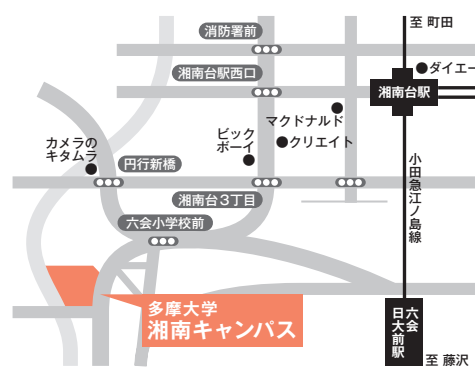 至 町田
消防署前
ダイエー
湘南台駅西口
湘南台駅
マクドナルド
ビック
ボーイ
クリエイト
カメラの
キタムラ
円行新橋
小田急江ノ島線
湘南台3丁目
六会小学校前
多摩大学
湘南キャンパス
六会
日大前駅
至 藤沢